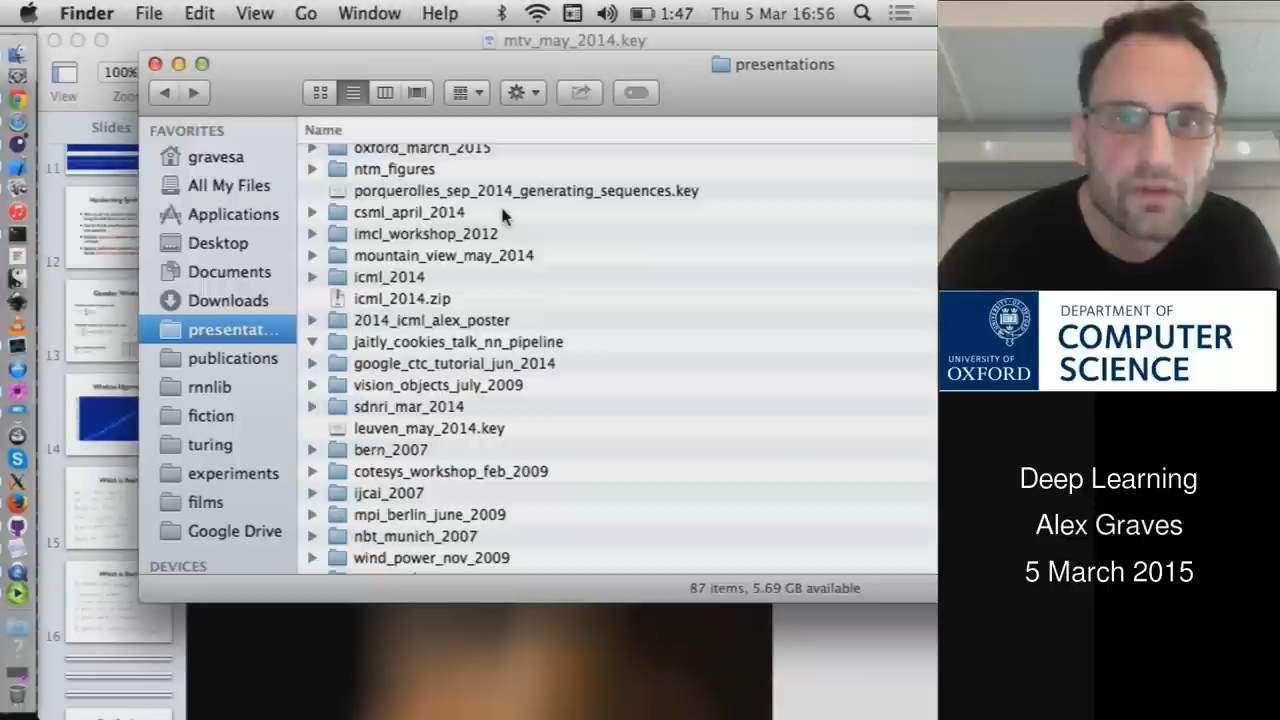 Finder File Edit View Go Window Help 1:47 Thu 5 Mar 16:56
mtv_may_2014.key
presentations
100%
View
Slides
FAVORITES
gravesa
All My Files
Applications
Desktop
Documents
Downloads
presentat...
publications
rnnlib
fiction
turing
experiments
films
Google Drive
DEVICES
Name
oxford_march_2015
ntm_figures
porquerolles_sep_2014_generating_sequences.key
csml_april_2014
imcl_workshop_2012
mountain_view_may_2014
icml_2014
icml_2014.zip
2014_icml_alex_poster
jaitly_cookies_talk_nn_pipeline
google_ctc_tutorial_jun_2014
vision_objects_july_2009
sdnri_mar_2014
leuven_may_2014.key
bern_2007
cotesys_workshop_feb_2009
ijcai_2007
mpi_berlin_june_2009
nbt_munich_2007
wind_power_nov_2009
87 items, 5.69 GB available
11
12
13
14
15
16
UNIVERSITY OF
OXFORD
DEPARTMENT OF
COMPUTER
SCIENCE
Deep Learning
Alex Graves
5 March 2015